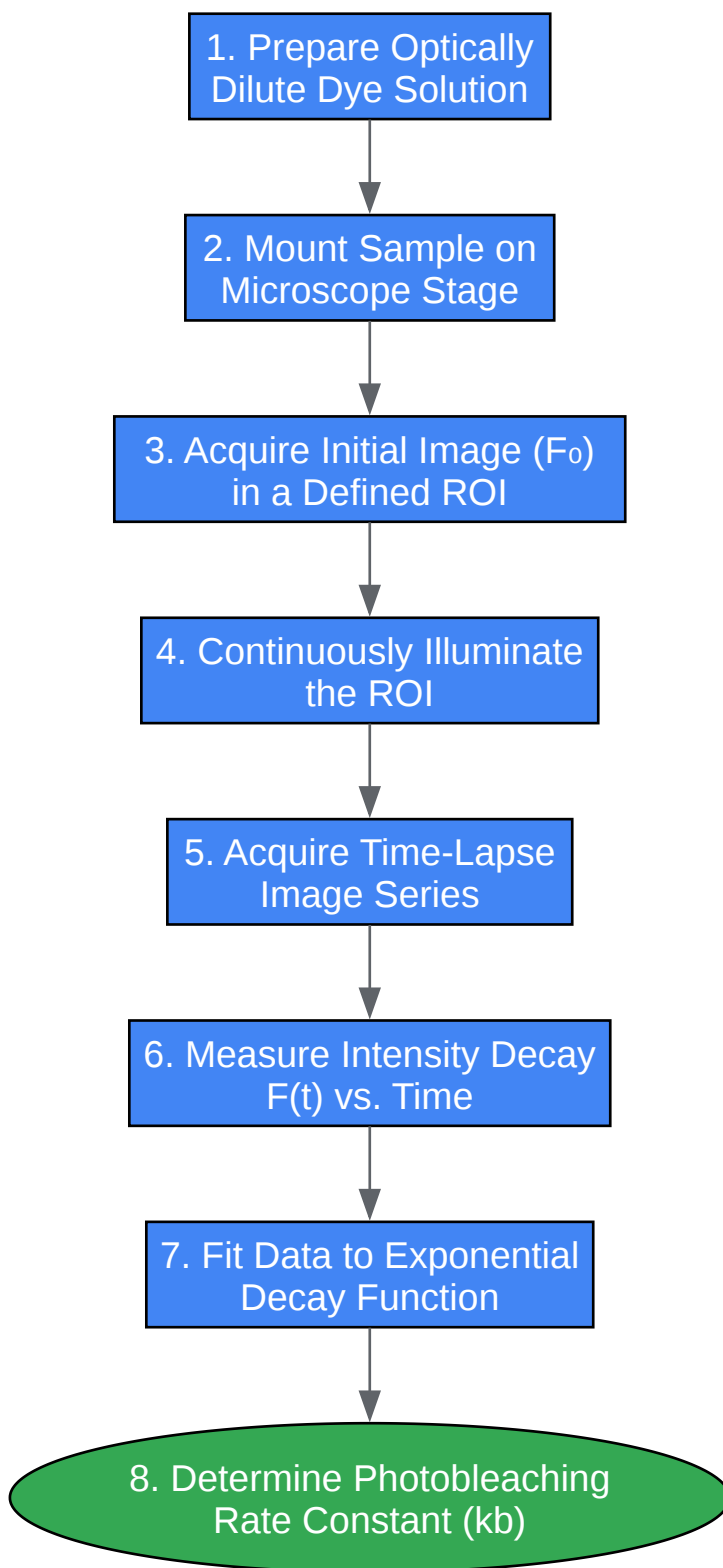 1. Prepare Optically
Dilute Dye Solution
2. Mount Sample on
Microscope Stage
3. Acquire Initial Image (F₀)
in a Defined ROI
4. Continuously Illuminate
the ROI
5. Acquire Time-Lapse
Image Series
6. Measure Intensity Decay
F(t) vs. Time
7. Fit Data to Exponential
Decay Function
8. Determine Photobleaching
Rate Constant (kb)